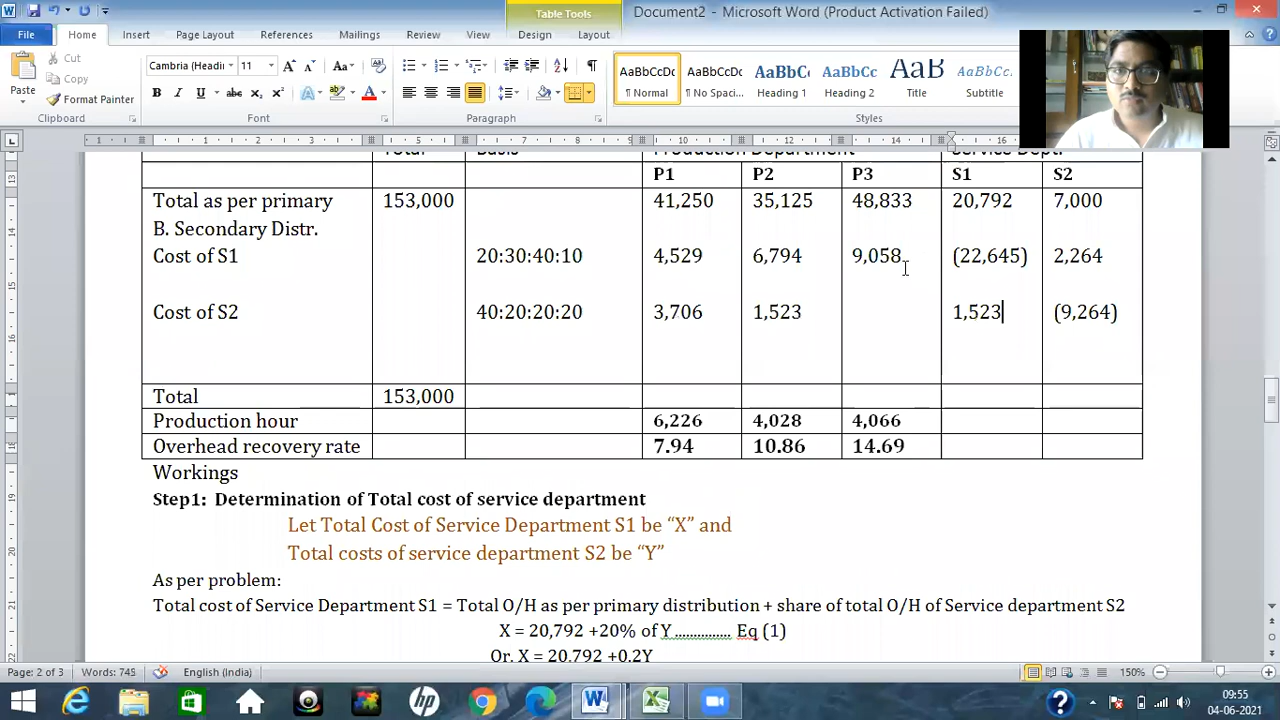 Table Tools
Document2 - Microsoft Word (Product Activation Failed)
File Home Insert Page Layout References Mailings Review View Design Layout
Paste
Cut
Copy
Format Painter
Clipboard
Cambria (Headi 11
Font
Paragraph
AaBbCcDc
¶ Normal
AaBbCcDc
¶ No Spaci...
AaBbC
Heading 1
AaBbCc
Heading 2
AaB
Title
AaBbCc
Subtitle
Styles
Total Basis Production Department Service Dept.
P1 P2 P3 S1 S2
Total as per primary 153,000 41,250 35,125 48,833 20,792 7,000
B. Secondary Distr.
Cost of S1 20:30:40:10 4,529 6,794 9,058 (22,645) 2,264
Cost of S2 40:20:20:20 3,706 1,523 1,523 (9,264)
Total 153,000
Production hour 6,226 4,028 4,066
Overhead recovery rate 7.94 10.86 14.69
Workings
Step1: Determination of Total cost of service department
Let Total Cost of Service Department S1 be “X” and
Total costs of service department S2 be “Y”
As per problem:
Total cost of Service Department S1 = Total O/H as per primary distribution + share of total O/H of Service department S2
X = 20,792 +20% of Y ............... Eq (1)
Or. X = 20.792 +0.2Y
Page: 2 of 3 Words: 748 English (India) 150%
09:55
04-06-2021